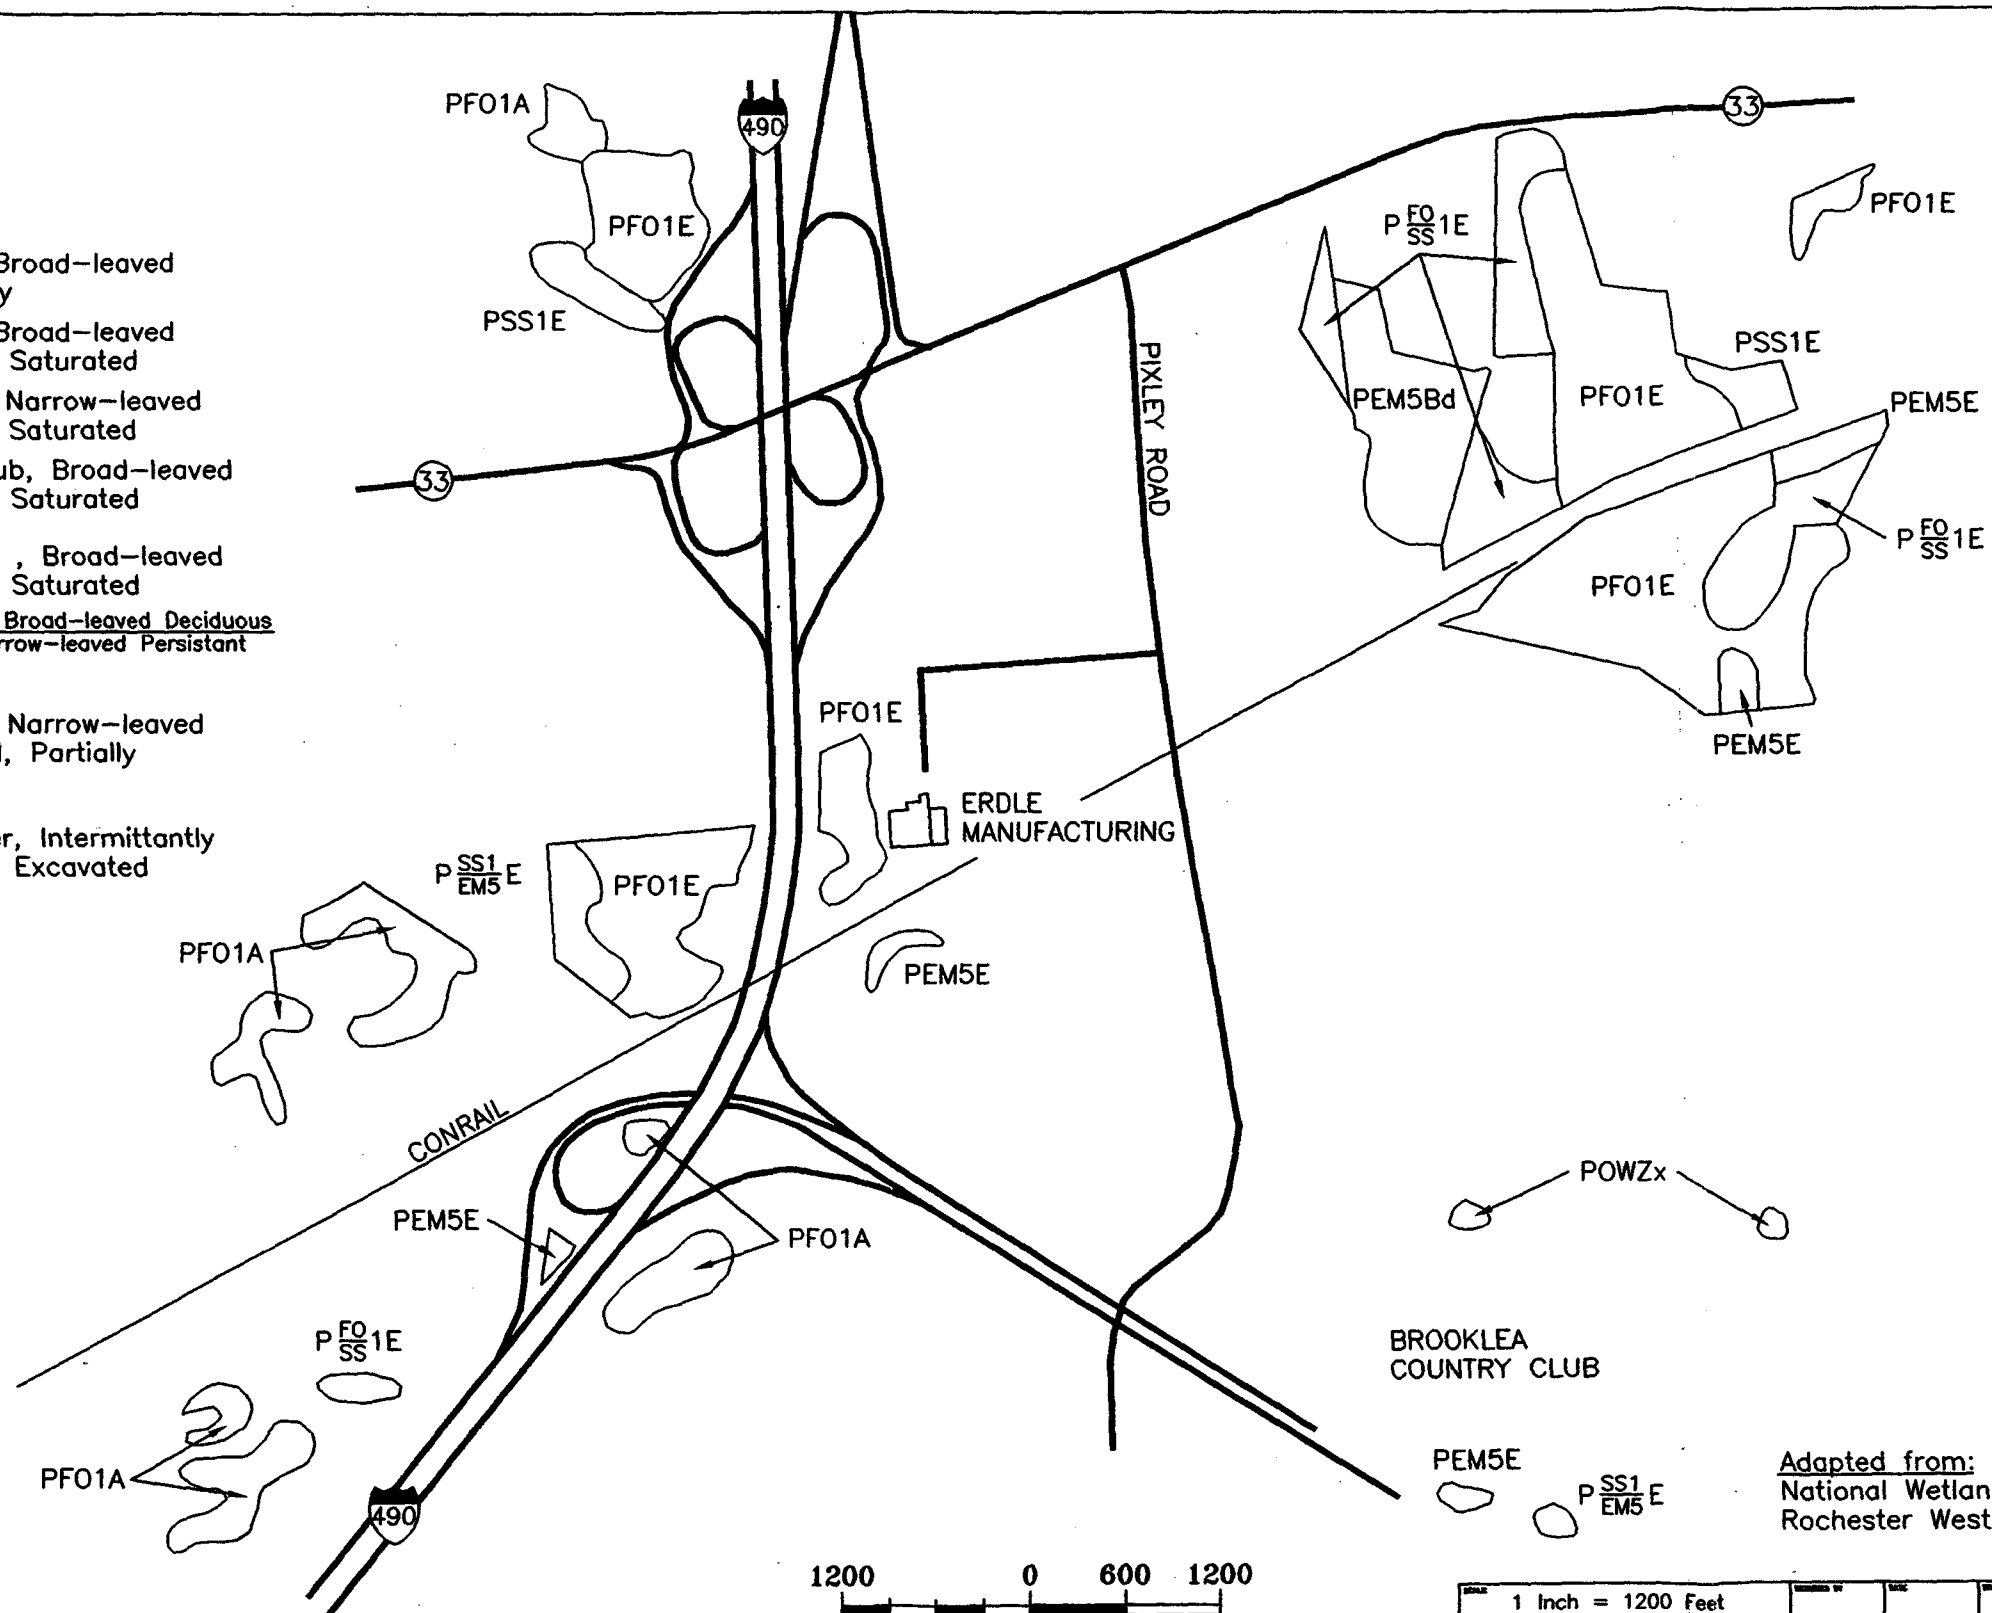 PFO1A
490
33
PFO1E
PFO1E
P FO/SS 1E
Broad-leaved
PSS1E
Broad-leaved
Saturated
PSS1E
PIXLEY ROAD
Narrow-leaved
Saturated
PEM5Bd
PFO1E
PEM5E
33
ub, Broad-leaved
Saturated
P FO/SS 1E
, Broad-leaved
Saturated
PFO1E
Broad-leaved Deciduous
rrow-leaved Persistant
PFO1E
Narrow-leaved
, Partially
PEM5E
ERDLE
MANUFACTURING
er, Intermittantly
Excavated
P SS1/EM5 E
PFO1E
PFO1A
PEM5E
CONRAIL
POWZx
PEM5E
PFO1A
P FO/SS 1E
BROOKLEA
COUNTRY CLUB
PFO1A
PEM5E
P SS1/EM5 E
Adapted from:
National Wetlan
Rochester West
490
1200 0 600 1200
1 Inch = 1200 Feet